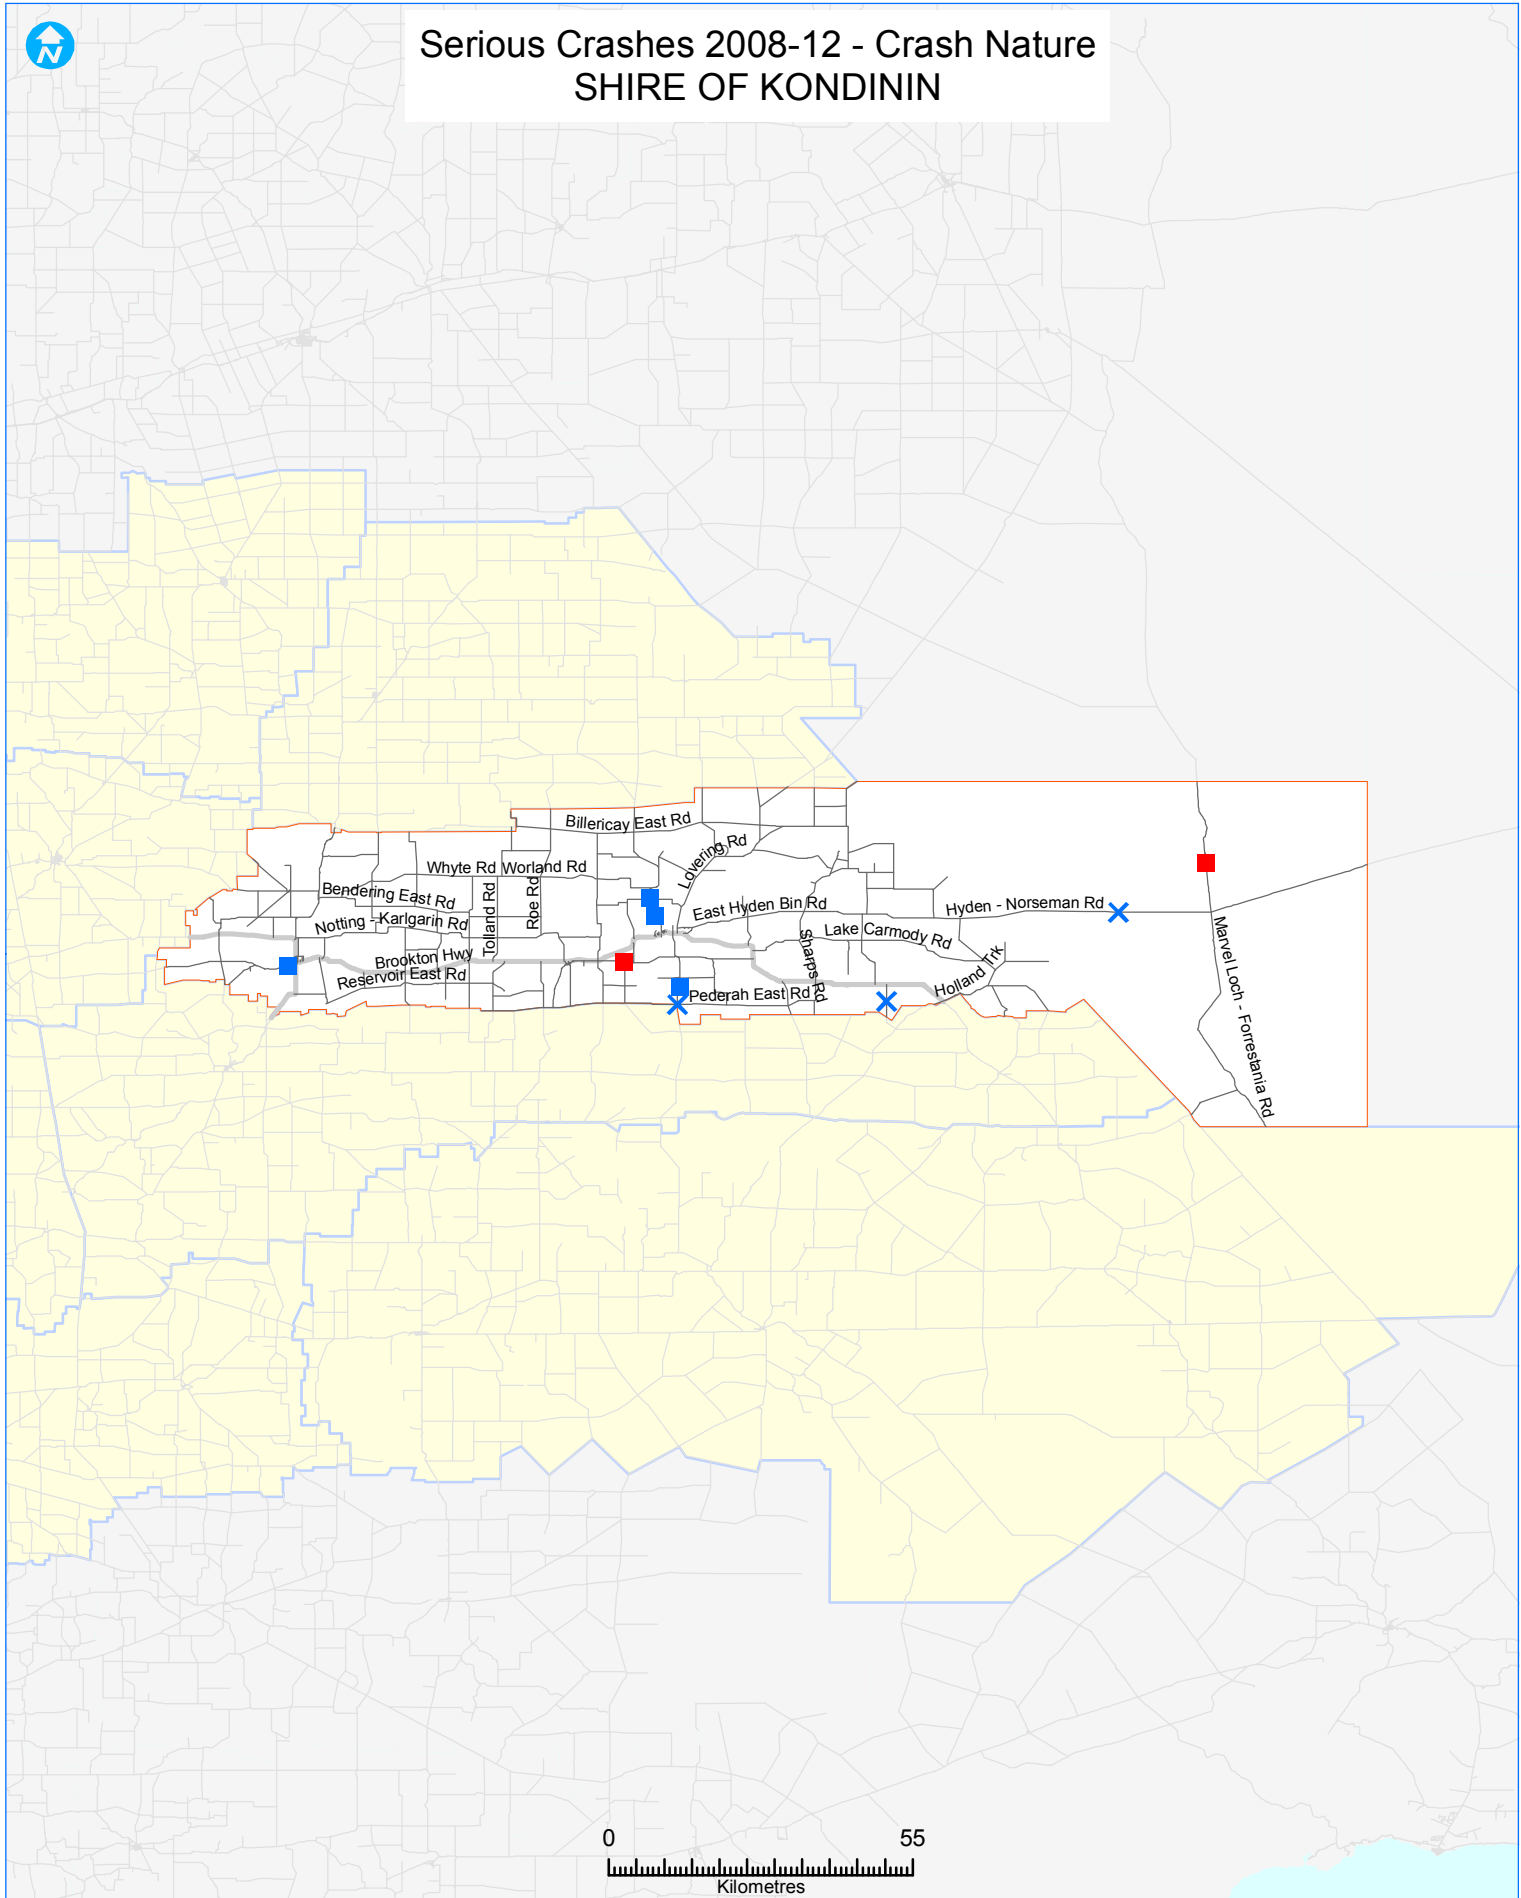 N
Serious Crashes 2008-12 - Crash Nature
SHIRE OF KONDININ
Billericay East Rd
Lovering Rd
Whyte Rd
Worland Rd
Bendering East Rd
Tolland Rd
Roe Rd
East Hyden Bin Rd
Hyden - Norseman Rd
Notting - Karlgarin Rd
Lake Carmody Rd
Sharps Rd
Brookton Hwy
Reservoir East Rd
Holland Trk
Pederah East Rd
Marvel Loch - Forrestania Rd
0 55
Kilometres